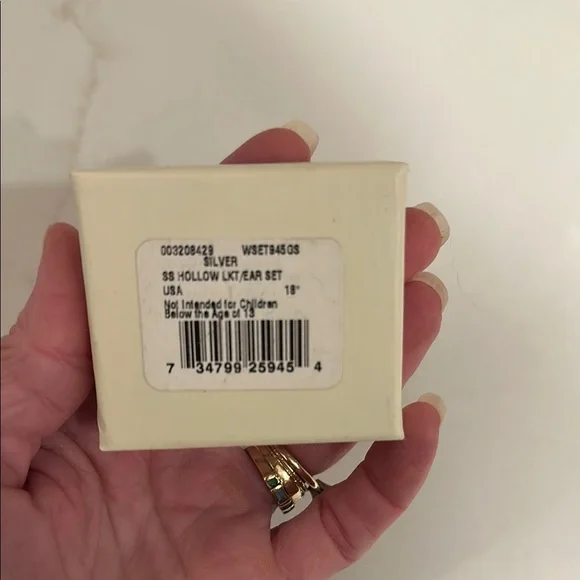 003208429 WSET945GS
SILVER
SS HOLLOW LKT/EAR SET
USA 18"
Not Intended for Children
Below the Age of 13
7 34799 25945 4